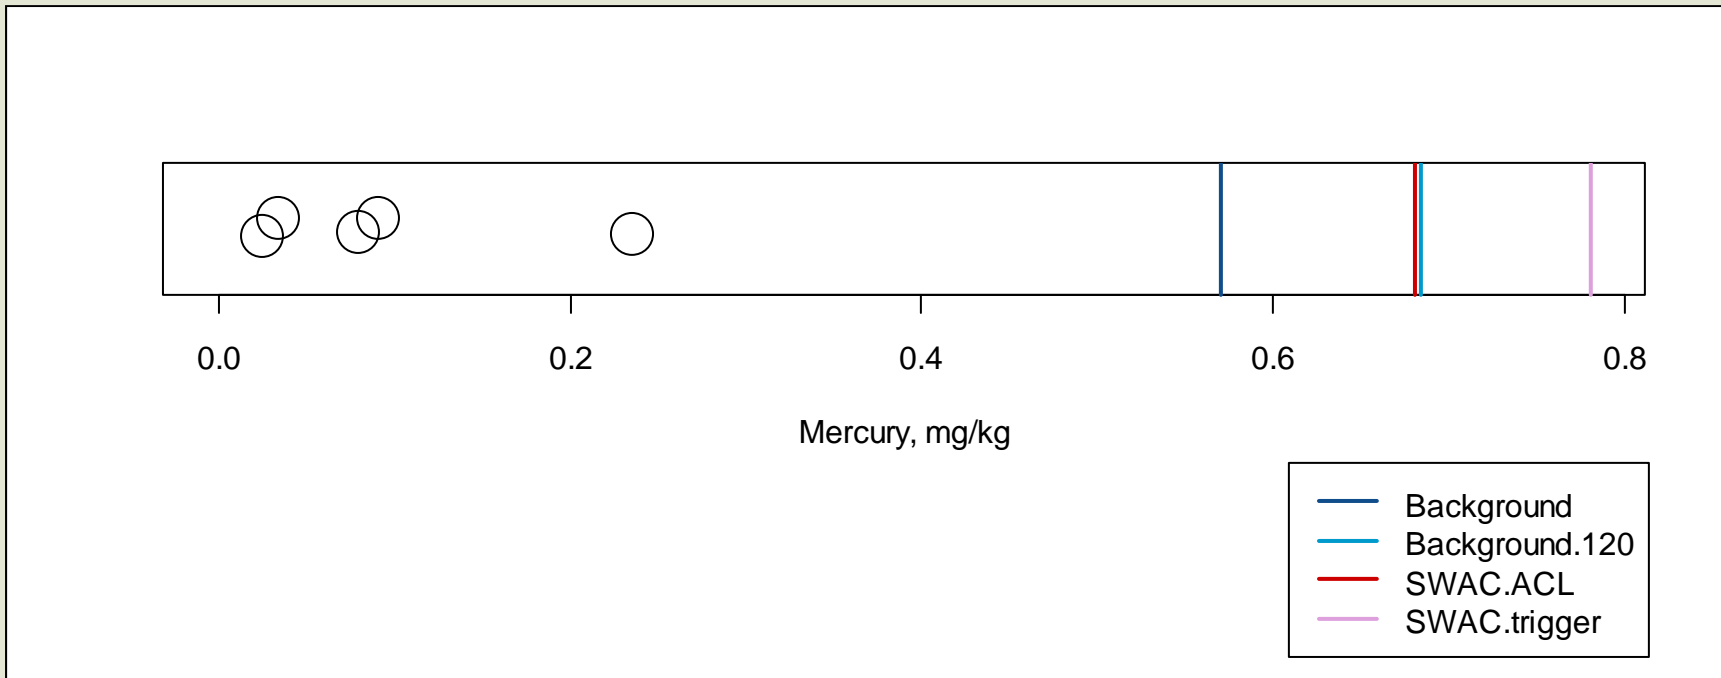 0.0 0.2 0.4 0.6 0.8
Mercury, mg/kg
Background
Background.120
SWAC.ACL
SWAC.trigger